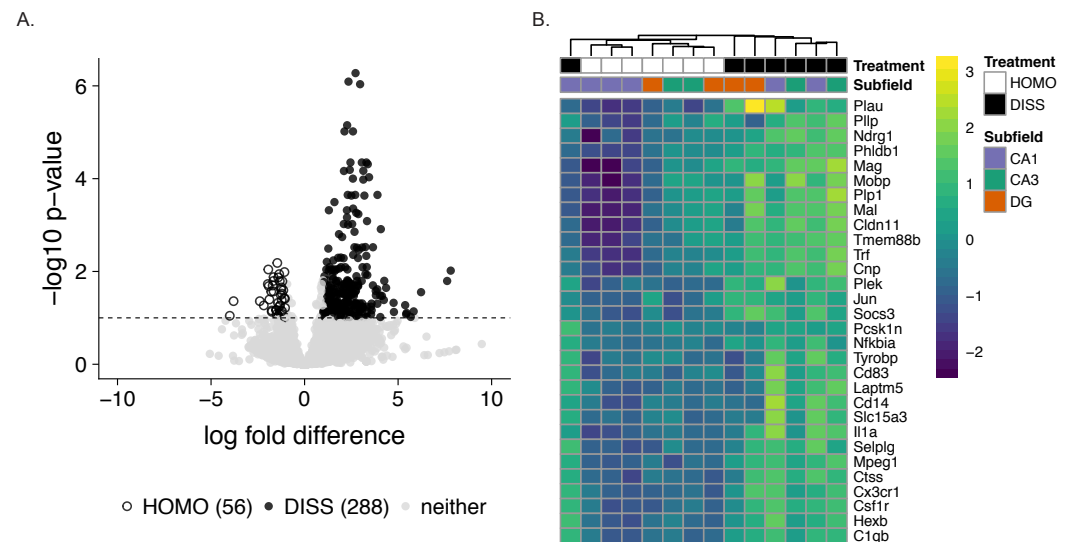 A.
−log10 p−value
6
4
2
0
−10 −5 0 5 10
log fold difference
HOMO (56) DISS (288) neither
B.
Treatment
Subfield
Plau
Pllp
Ndrg1
Phldb1
Mag
Mobp
Plp1
Mal
Cldn11
Tmem88b
Trf
Cnp
Plek
Jun
Socs3
Pcsk1n
Nfkbia
Tyrobp
Cd83
Laptm5
Cd14
Slc15a3
Il1a
Selplg
Mpeg1
Ctss
Cx3cr1
Csf1r
Hexb
C1qb
3
2
1
0
−1
−2
Treatment
HOMO
DISS
Subfield
CA1
CA3
DG